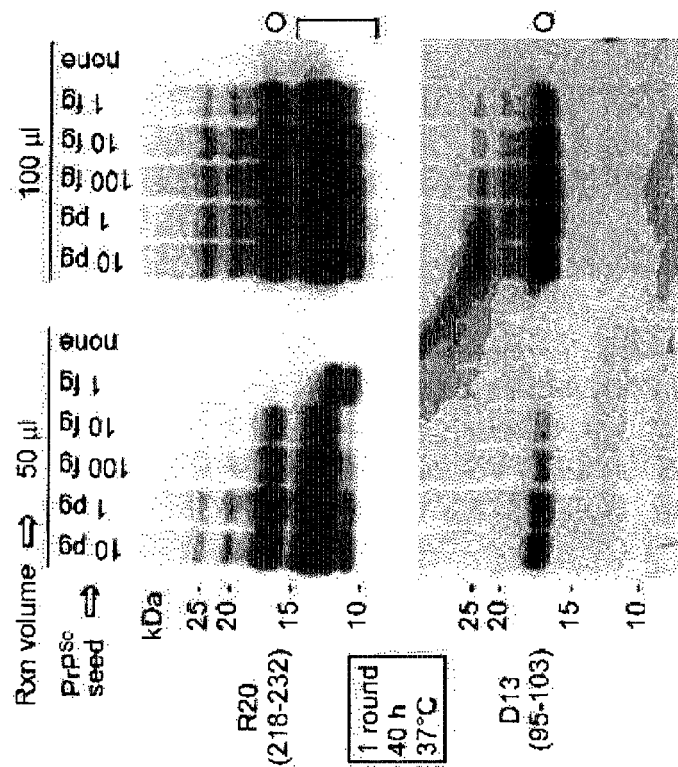 Rxn volume ⇨ 50 µl 100 µl
PrPSc
seed ⇨ 10 pg 1 pg 100 fg 10 fg 1 fg none 10 pg 1 pg 100 fg 10 fg 1 fg none
kDa
25 -
20 -
15 -
10 -
R20
(218-232)
1 round
40 h
37°C
25 -
20 -
15 -
10 -
D13
(95-103)